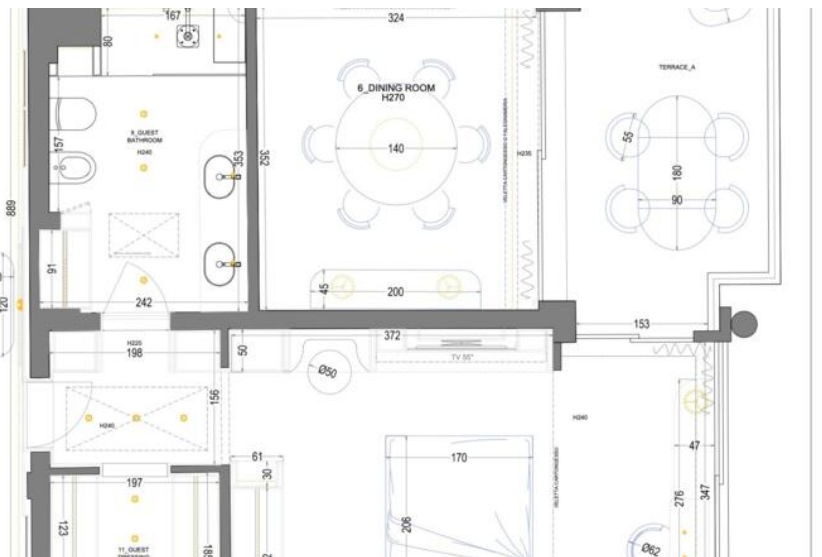 167
80
324
6_DINING ROOM
H270
TERRACE_A
9_GUEST
BATHROOM
H240
157
353
352
140
H235
55
180
90
889
91
242
45
200
120
153
H220
198
50
372
TV 55"
Ø50
156
H240
H240
61
30
170
47
197
206
276
347
123
11_GUEST
Ø62